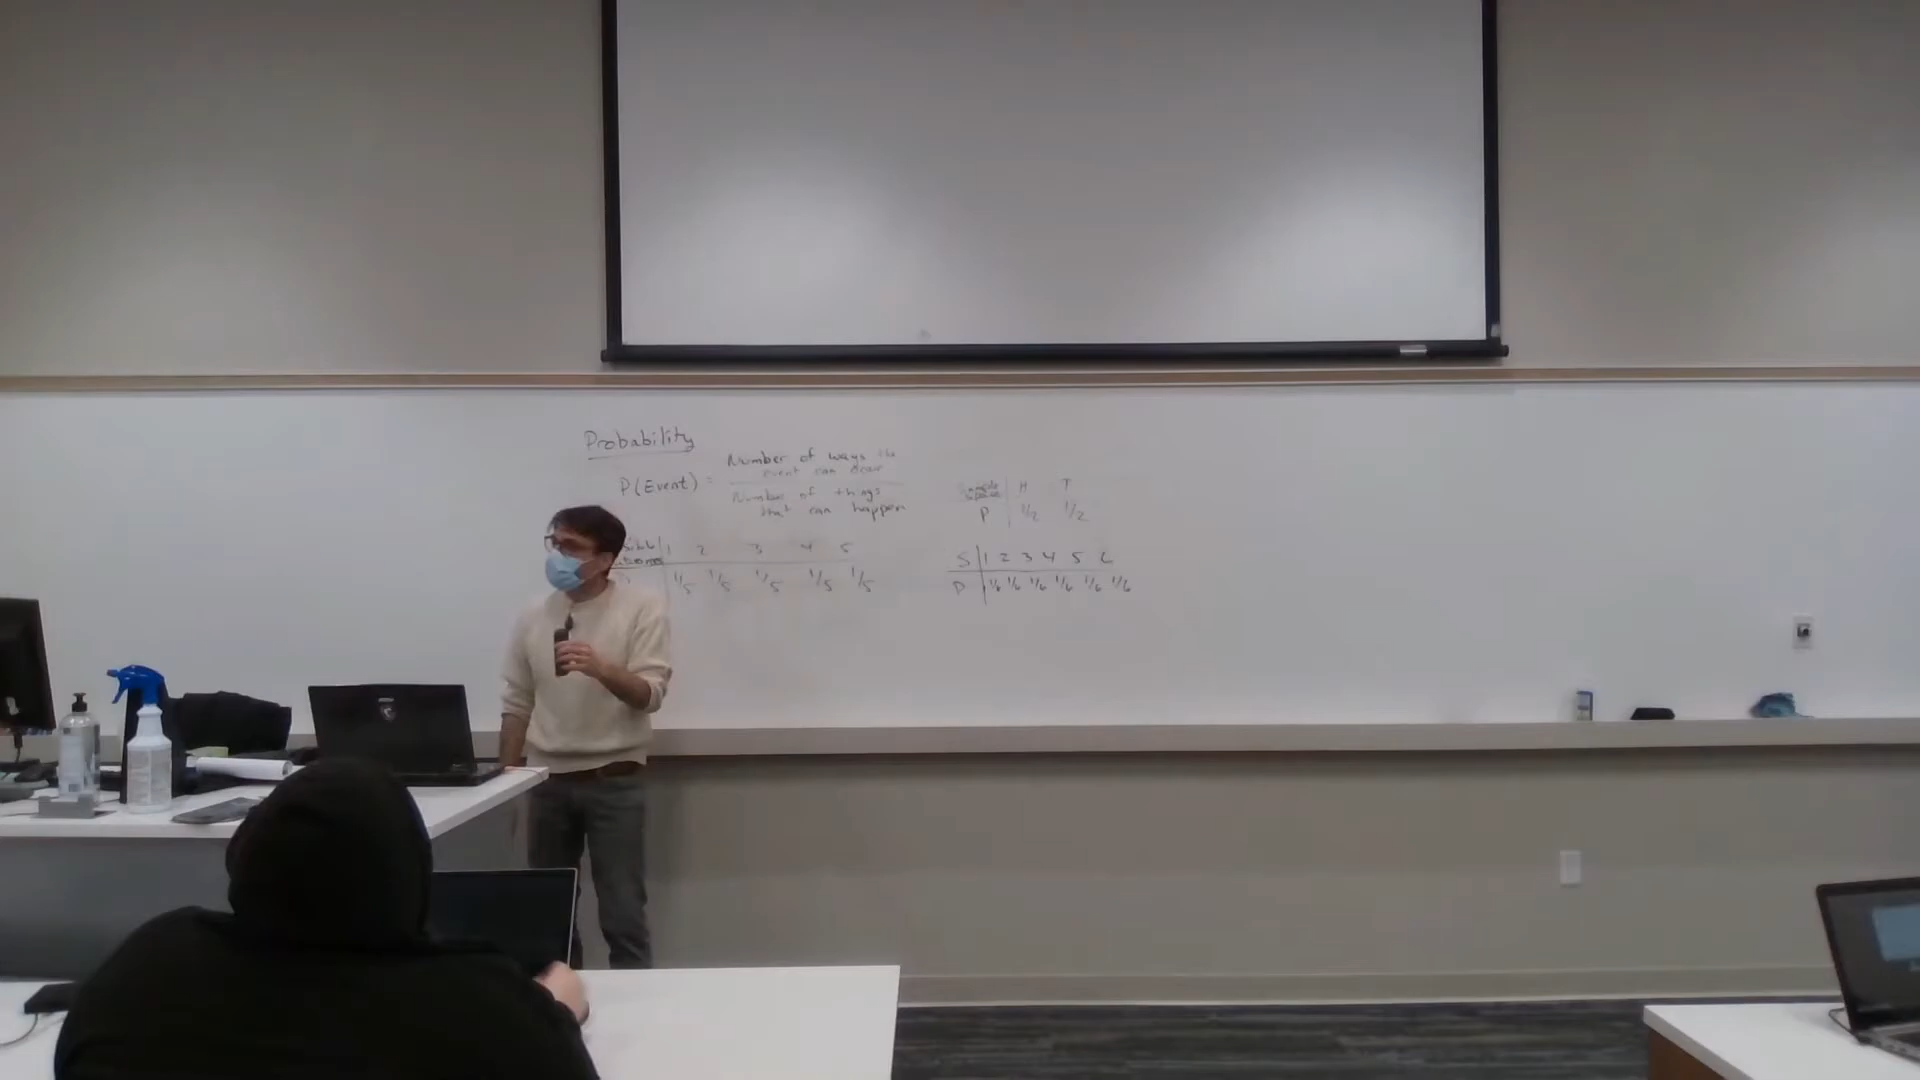 Probability
P(Event) =
Number of ways the
event can occur
Number of things
that can happen
1 2 3 4 5
1/5 1/5 1/5 1/5 1/5
Sample
space H T
P 1/2 1/2
S 1 2 3 4 5 6
P 1/6 1/6 1/6 1/6 1/6 1/6